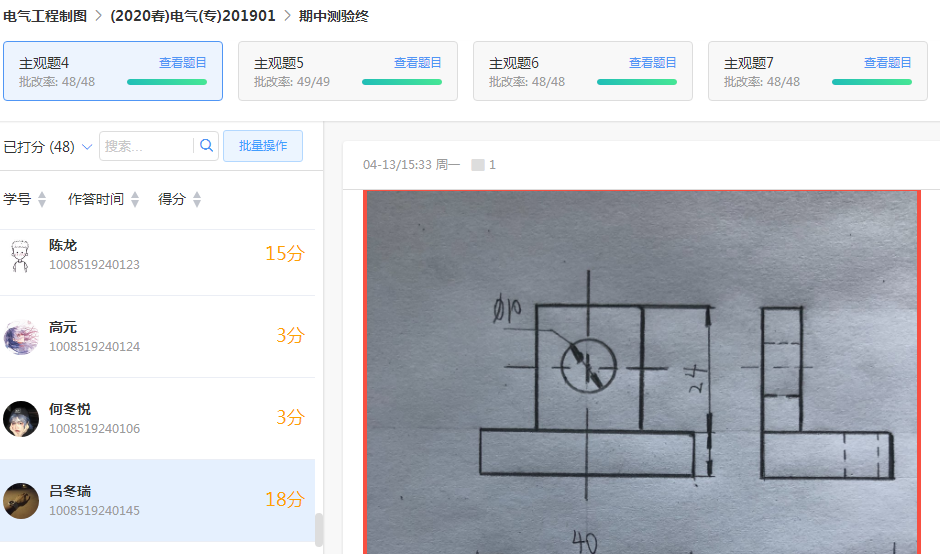 电气工程制图 > (2020春)电气(专)201901 > 期中测验终
主观题4 查看题目
批改率: 48/48
主观题5 查看题目
批改率: 49/49
主观题6 查看题目
批改率: 48/48
主观题7 查看题目
批改率: 48/48
已打分 (48) 搜索... 批量操作
学号 作答时间 得分
陈龙
1008519240123
15分
高元
1008519240124
3分
何冬悦
1008519240106
3分
吕冬瑞
1008519240145
18分
04-13/15:33 周一 1
Ø10
24
40